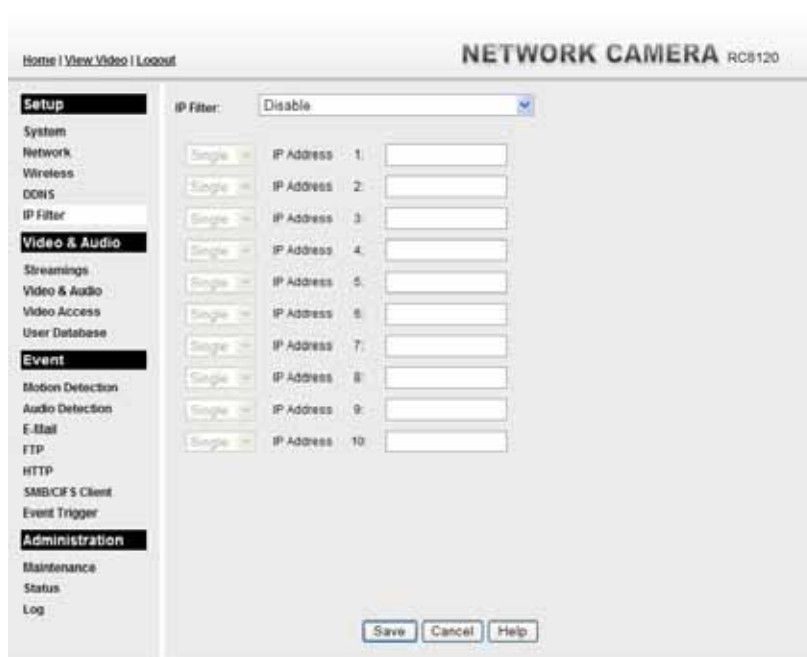 Home | View Video | Logout
NETWORK CAMERA RC8120
Setup
System
Network
Wireless
DDNS
IP Filter
Video & Audio
Streamings
Video & Audio
Video Access
User Database
Event
Motion Detection
Audio Detection
E-Mail
FTP
HTTP
SMB/CIFS Client
Event Trigger
Administration
Maintenance
Status
Log
IP Filter: Disable
Single IP Address 1:
Single IP Address 2:
Single IP Address 3:
Single IP Address 4:
Single IP Address 5:
Single IP Address 6:
Single IP Address 7:
Single IP Address 8:
Single IP Address 9:
Single IP Address 10:
Save Cancel Help